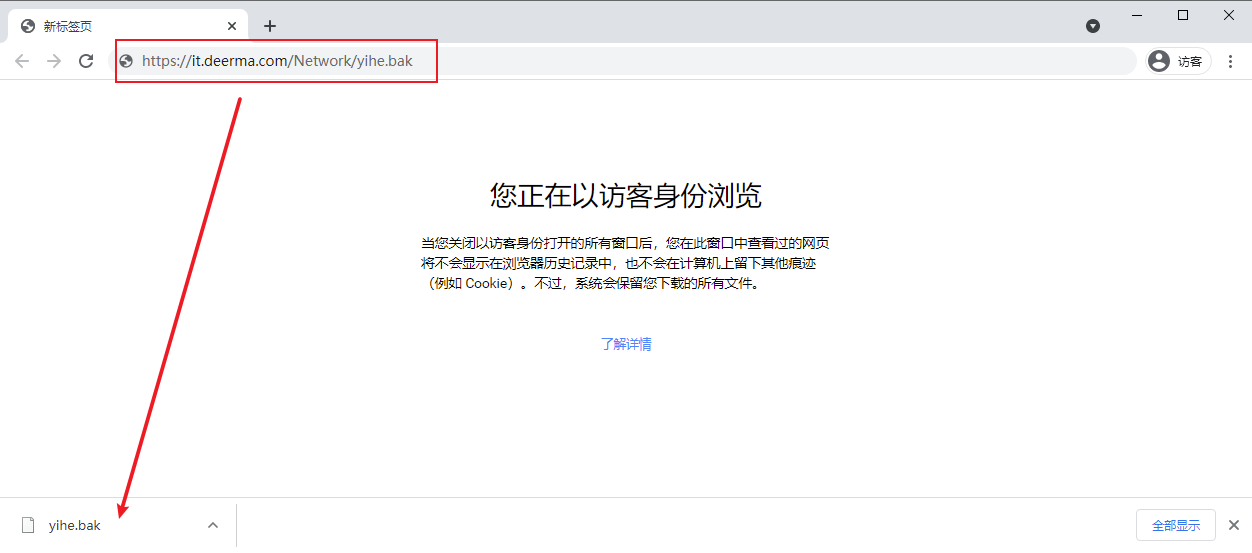 新标签页
https://it.deerma.com/Network/yihe.bak
访客
您正在以访客身份浏览
当您关闭以访客身份打开的所有窗口后，您在此窗口中查看过的网页
将不会显示在浏览器历史记录中，也不会在计算机上留下其他痕迹
（例如 Cookie）。不过，系统会保留您下载的所有文件。
了解详情
yihe.bak
全部显示